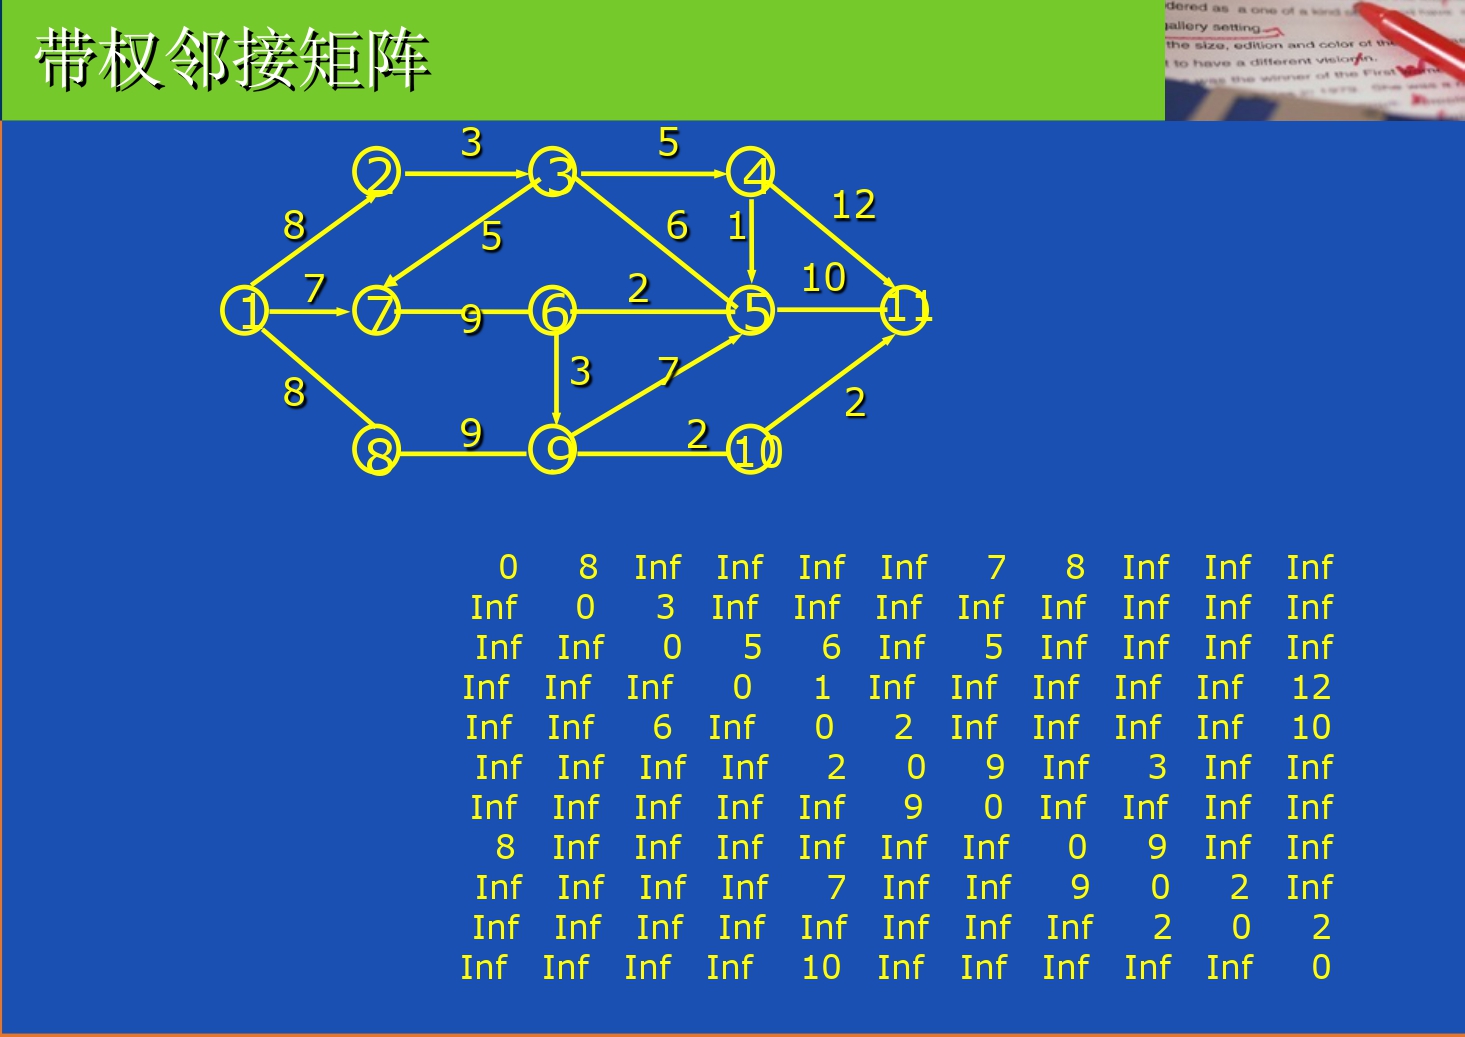 带权邻接矩阵
dered as a one of a kind
allery setting
the size, edition and color of the
t to have a different vision
was the winner of the First
in 1979. She was a
3 5
2 3 4
12
8 5 6 1
7 2 10
1 7 9 6 5 11
3 7
8 2
9 2
8 9 10
0 8 Inf Inf Inf Inf 7 8 Inf Inf Inf
Inf 0 3 Inf Inf Inf Inf Inf Inf Inf Inf
Inf Inf 0 5 6 Inf 5 Inf Inf Inf Inf
Inf Inf Inf 0 1 Inf Inf Inf Inf Inf 12
Inf Inf 6 Inf 0 2 Inf Inf Inf Inf 10
Inf Inf Inf Inf 2 0 9 Inf 3 Inf Inf
Inf Inf Inf Inf Inf 9 0 Inf Inf Inf Inf
8 Inf Inf Inf Inf Inf Inf 0 9 Inf Inf
Inf Inf Inf Inf 7 Inf Inf 9 0 2 Inf
Inf Inf Inf Inf Inf Inf Inf Inf 2 0 2
Inf Inf Inf Inf 10 Inf Inf Inf Inf Inf 0